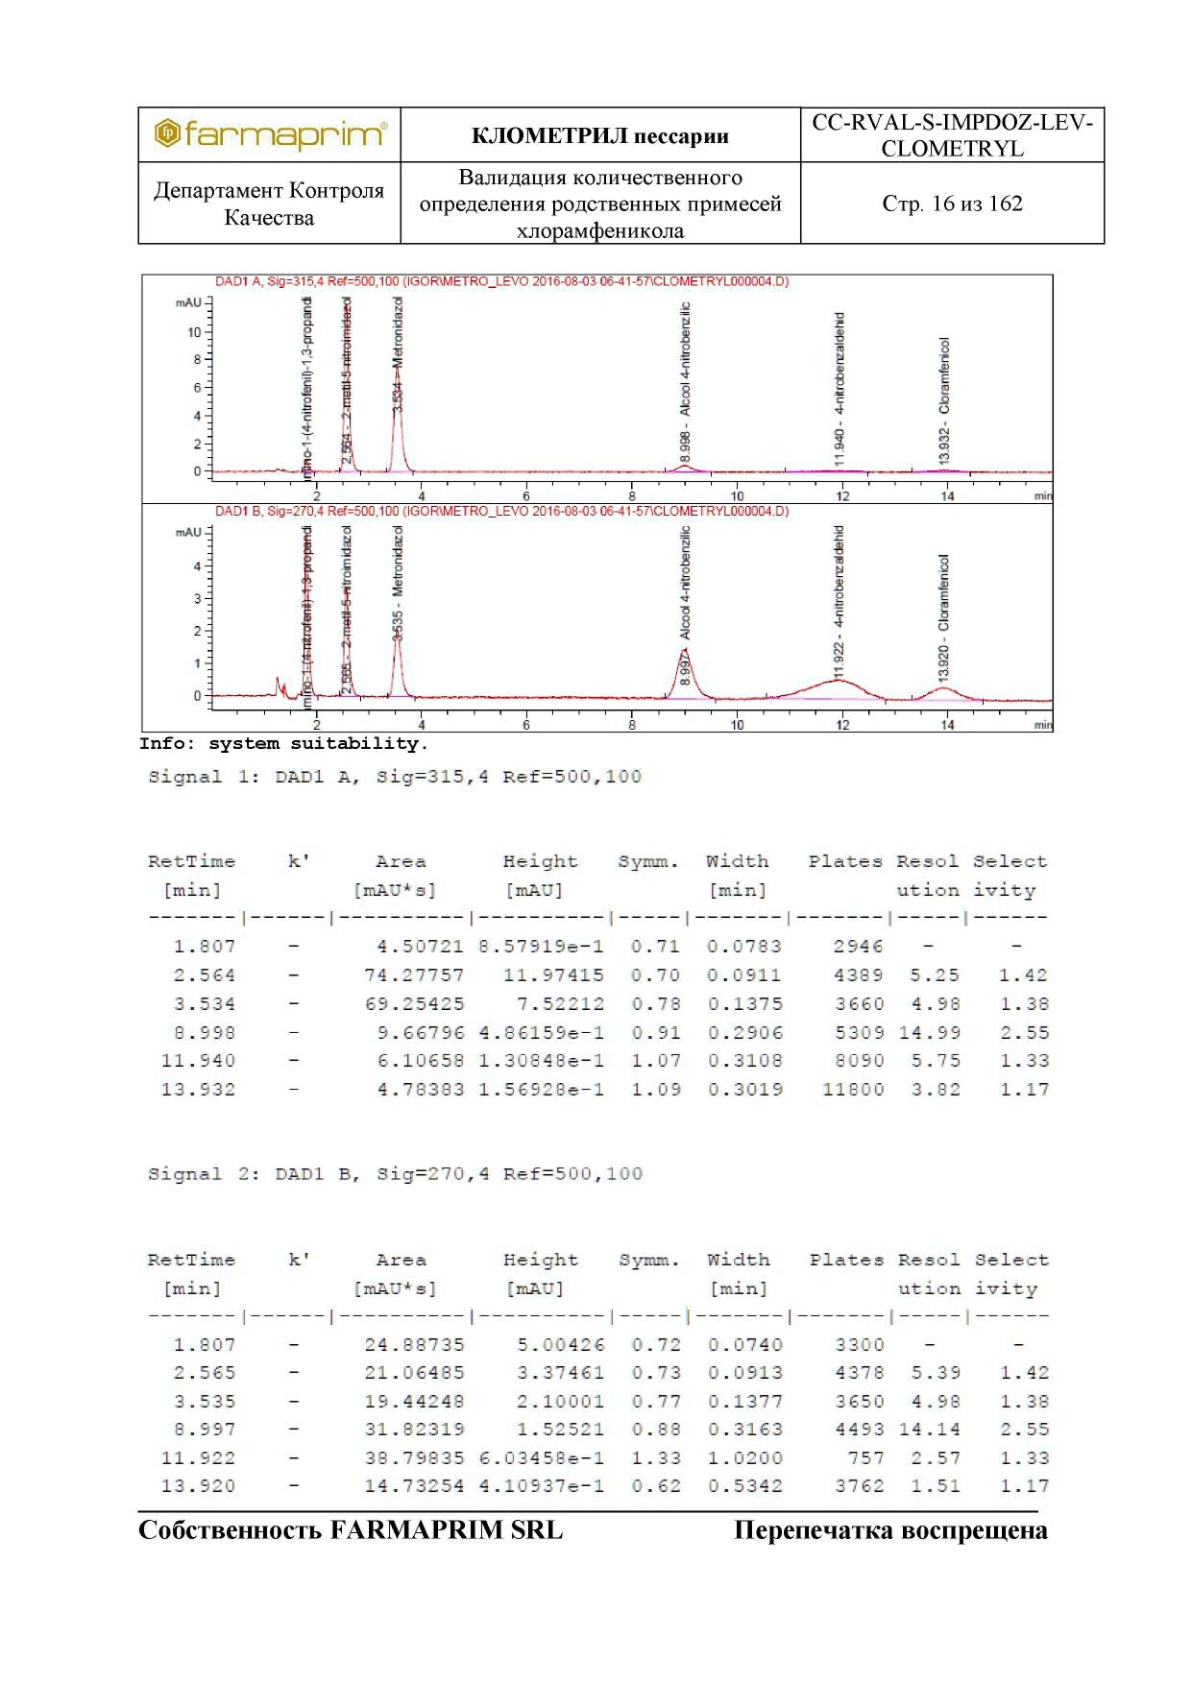 farmaprim®
КЛОМЕТРИЛ пессарии
CC-RVAL-S-IMPDOZ-LEV-
CLOMETRYL
Департамент Контроля
Качества
Валидация количественного
определения родственных примесей
хлорамфеникола
Стр. 16 из 162
DAD1 A, Sig=315,4 Ref=500,100 (IGOR\METRO_LEVO 2016-08-03 06-41-57\CLOMETRYL000004.D)
mAU
10
8
6
4
2
0
mino-1-(4-nitrofenil)-1,3-propandi
2.564 - 2-metil-5-nitroimidazol
3.534 - Metronidazol
8.998 - Alcool 4-nitrobenzilic
11.940 - 4-nitrobenzaldehid
13.932 - Cloramfenicol
2 4 6 8 10 12 14 min
DAD1 B, Sig=270,4 Ref=500,100 (IGOR\METRO_LEVO 2016-08-03 06-41-57\CLOMETRYL000004.D)
mAU
4
3
2
1
0
mino-1-(4-nitrofenil)-1,3-propandi
2.565 - 2-metil-5-nitroimidazol
3.535 - Metronidazol
8.997 - Alcool 4-nitrobenzilic
11.922 - 4-nitrobenzaldehid
13.920 - Cloramfenicol
2 4 6 8 10 12 14 min
Info: system suitability.
Signal 1: DAD1 A, Sig=315,4 Ref=500,100
RetTime k' Area Height Symm. Width Plates Resol Select
[min] [mAU*s] [mAU] [min] ution ivity
-------|------|----------|----------|-----|-------|-------|-----|------
1.807 - 4.50721 8.57919e-1 0.71 0.0783 2946 - -
2.564 - 74.27757 11.97415 0.70 0.0911 4389 5.25 1.42
3.534 - 69.25425 7.52212 0.78 0.1375 3660 4.98 1.38
8.998 - 9.66796 4.86159e-1 0.91 0.2906 5309 14.99 2.55
11.940 - 6.10658 1.30848e-1 1.07 0.3108 8090 5.75 1.33
13.932 - 4.78383 1.56928e-1 1.09 0.3019 11800 3.82 1.17
Signal 2: DAD1 B, Sig=270,4 Ref=500,100
RetTime k' Area Height Symm. Width Plates Resol Select
[min] [mAU*s] [mAU] [min] ution ivity
-------|------|----------|----------|-----|-------|-------|-----|------
1.807 - 24.88735 5.00426 0.72 0.0740 3300 - -
2.565 - 21.06485 3.37461 0.73 0.0913 4378 5.39 1.42
3.535 - 19.44248 2.10001 0.77 0.1377 3650 4.98 1.38
8.997 - 31.82319 1.52521 0.88 0.3163 4493 14.14 2.55
11.922 - 38.79835 6.03458e-1 1.33 1.0200 757 2.57 1.33
13.920 - 14.73254 4.10937e-1 0.62 0.5342 3762 1.51 1.17
Собственность FARMAPRIM SRL Перепечатка воспрещена